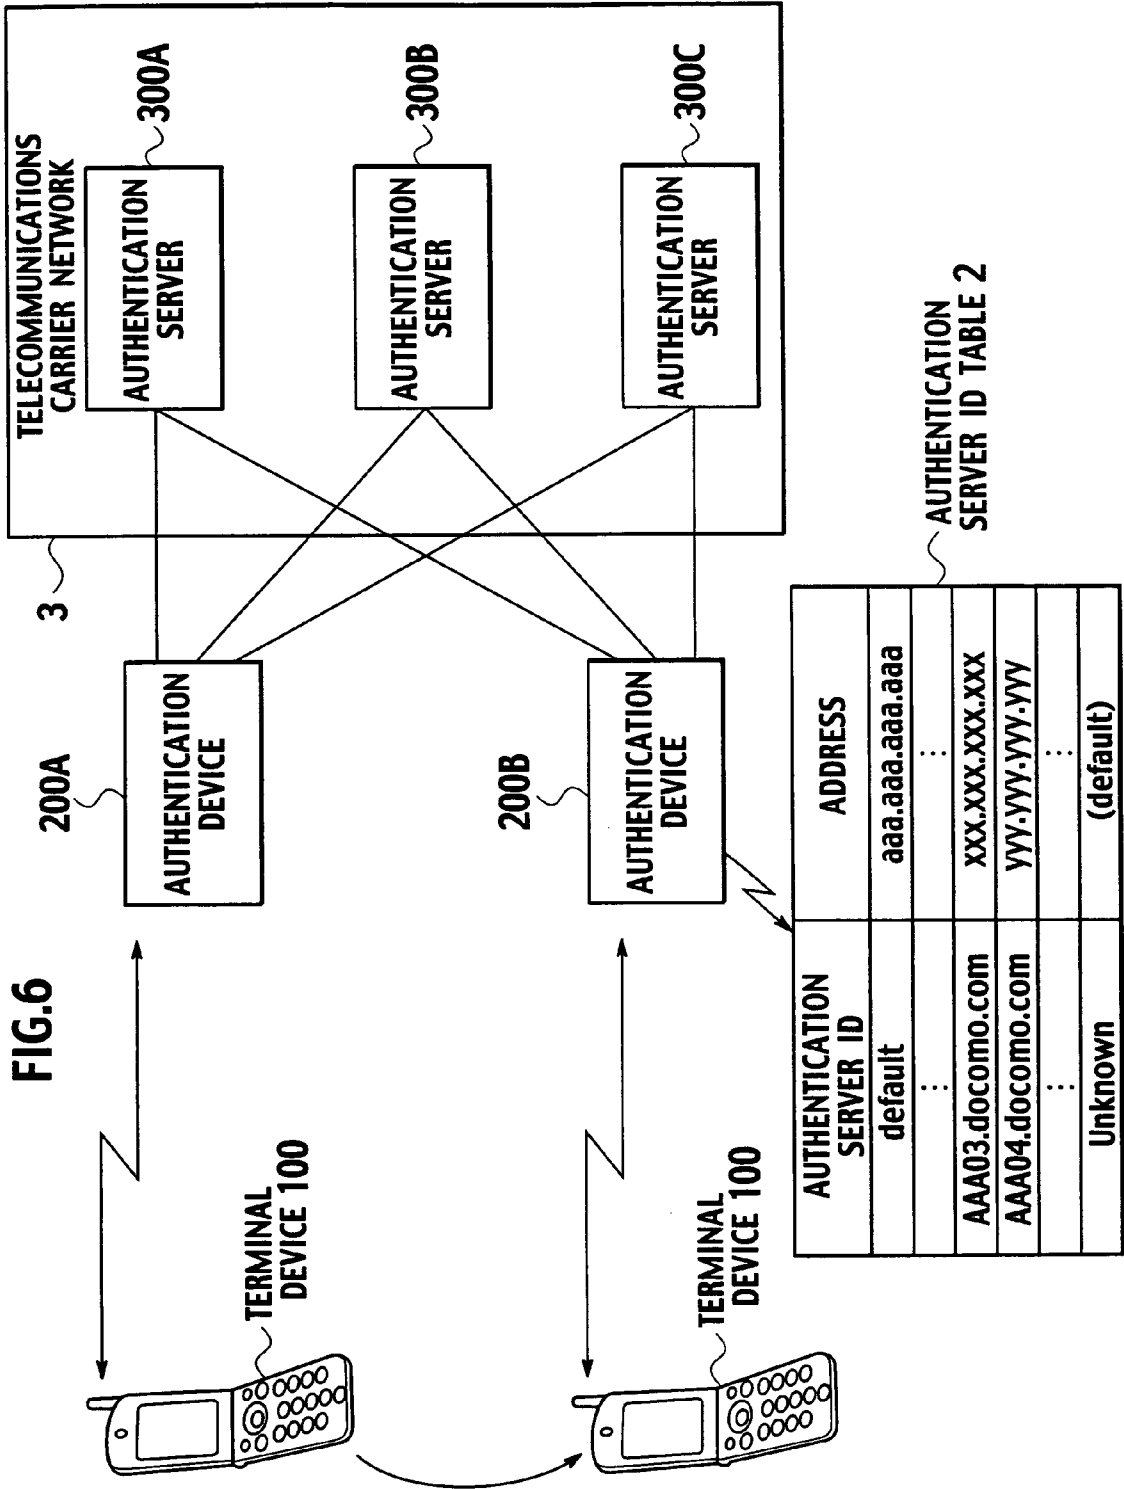 FIG.6
TELECOMMUNICATIONS
CARRIER NETWORK
3
300A
AUTHENTICATION
SERVER
300B
AUTHENTICATION
SERVER
300C
AUTHENTICATION
SERVER
200A
AUTHENTICATION
DEVICE
200B
AUTHENTICATION
DEVICE
TERMINAL
DEVICE 100
TERMINAL
DEVICE 100
AUTHENTICATION
SERVER ID TABLE 2
AUTHENTICATION
SERVER ID
ADDRESS
default
aaa.aaa.aaa.aaa
⋮
⋮
AAA03.docomo.com
xxx.xxx.xxx.xxx
AAA04.docomo.com
yyy.yyy.yyy.yyy
⋮
⋮
Unknown
(default)